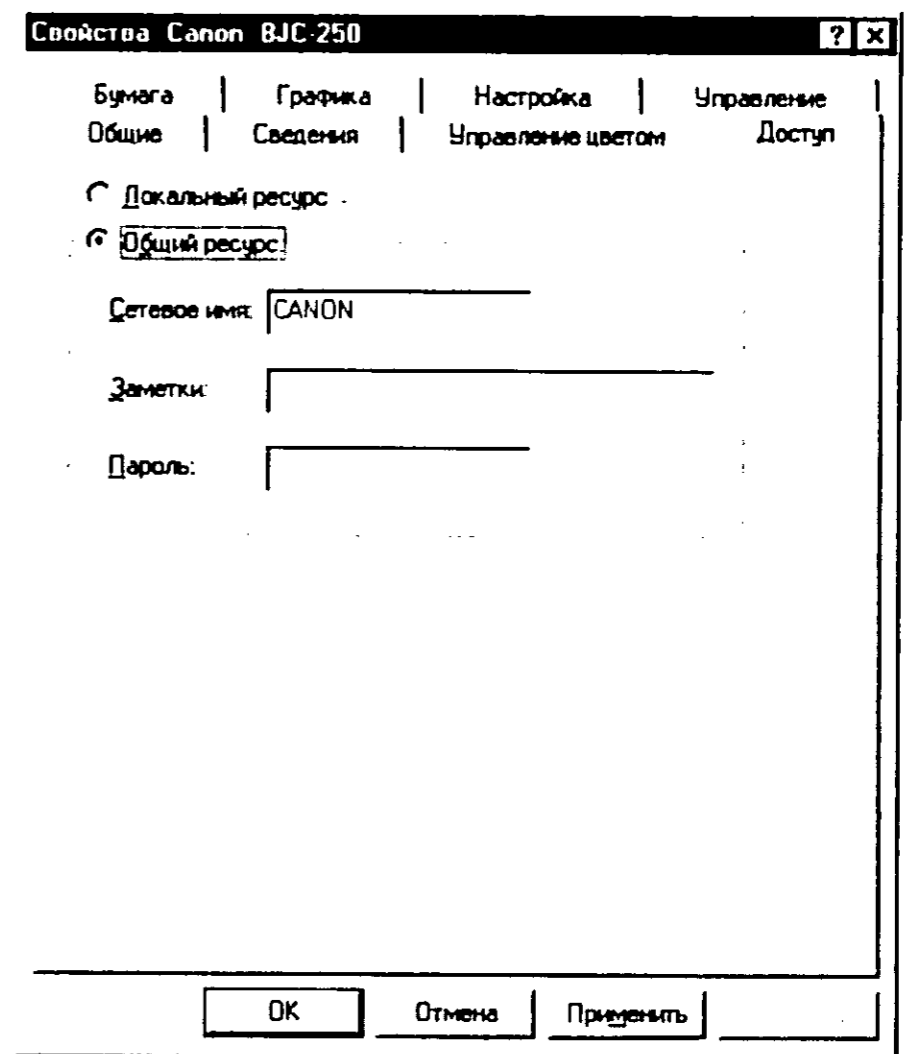 Свойства Canon BJC-250 ? X
Бумага Графика Настройка Управление
Общие Сведения Управление цветом Доступ
Локальный ресурс
Общий ресурс
Сетевое имя: CANON
Заметки:
Пароль:
OK Отмена Применить